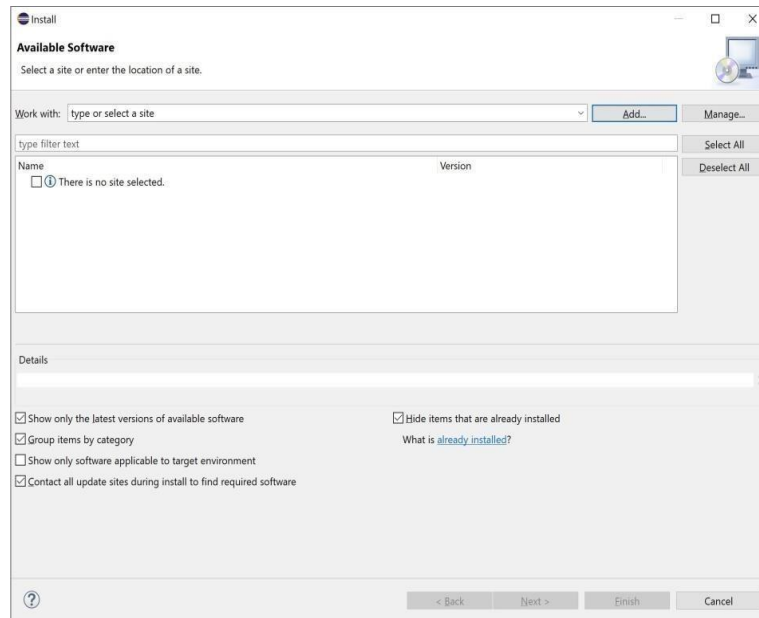 Install
Available Software
Select a site or enter the location of a site.
Work with: type or select a site Add... Manage...
type filter text Select All
Name Version Deselect All
There is no site selected.
Details
Show only the latest versions of available software Hide items that are already installed
Group items by category What is already installed?
Show only software applicable to target environment
Contact all update sites during install to find required software
? < Back Next > Finish Cancel